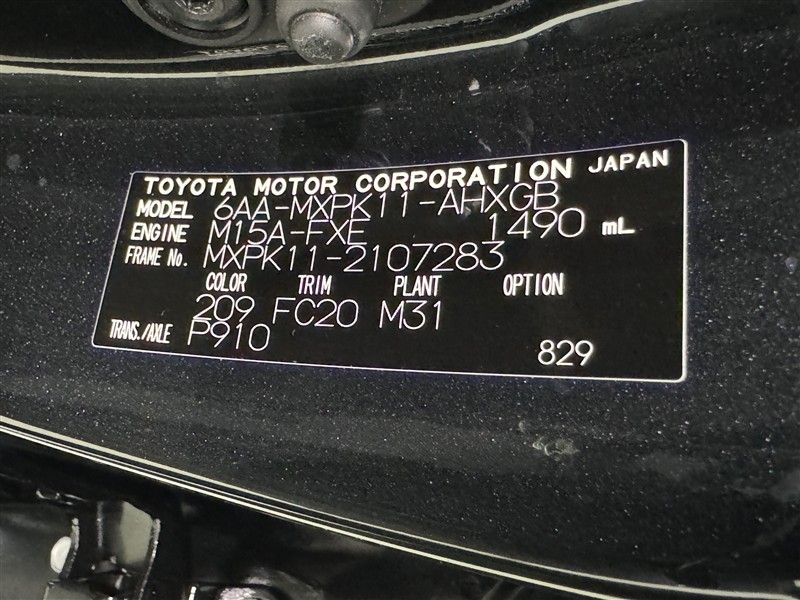 TOYOTA MOTOR CORPORATION JAPAN
MODEL 6AA-MXPK11-AHXGB
ENGINE M15A-FXE 1490 mL
FRAME No. MXPK11-2107283
COLOR TRIM PLANT OPTION
209 FC20 M31
TRANS./AXLE P910
829